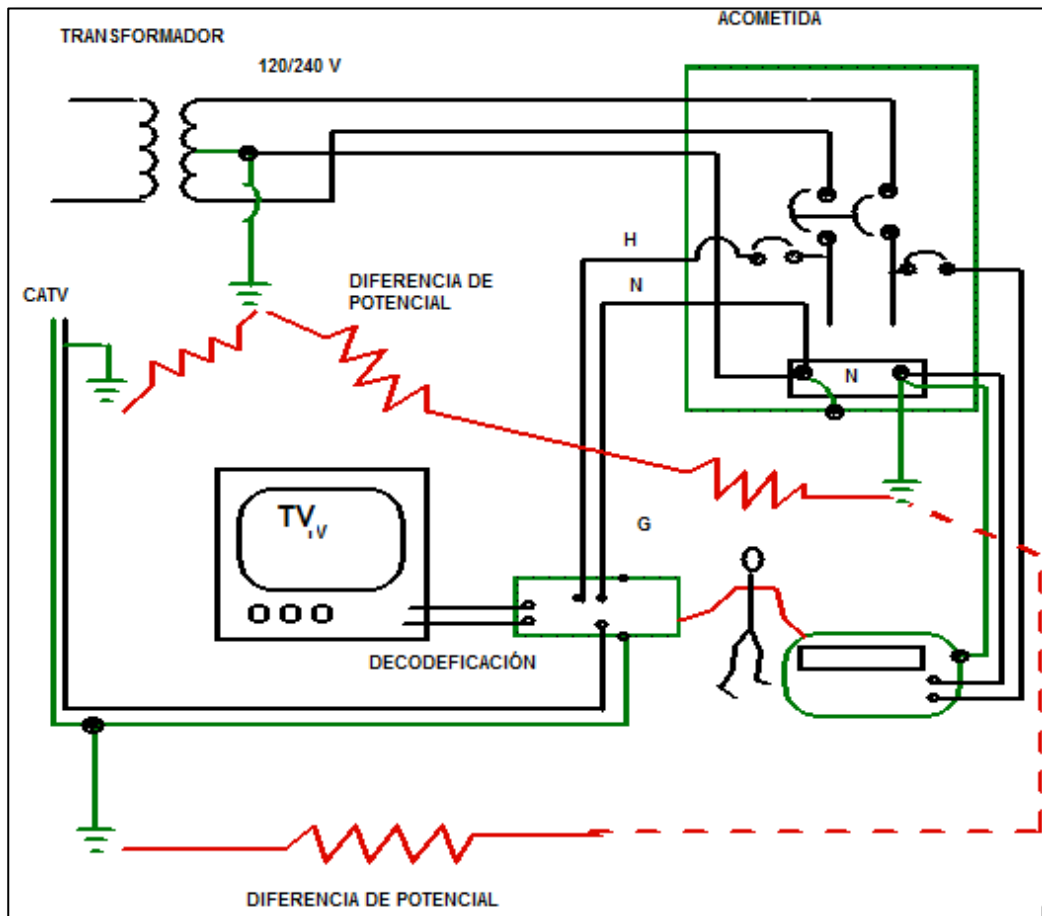 ACOMETIDA
TRANSFORMADOR
120/240 V
H
DIFERENCIA DE
POTENCIAL
N
CATV
N
TV
G
DECODEFICACIÓN
DIFERENCIA DE POTENCIAL